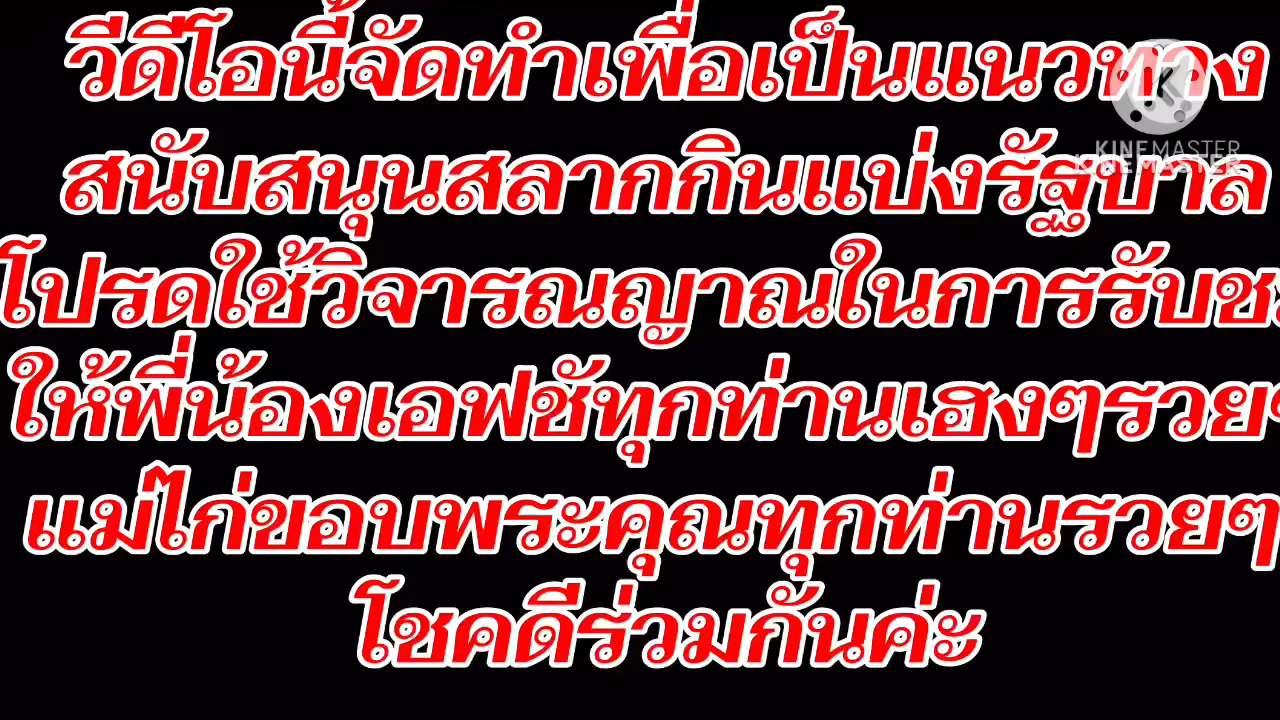 วีดีโอนี้จัดทำเพื่อเป็นแนวทาง
สนับสนุนสลากกินแบ่งรัฐบาล
โปรดใช้วิจารณญาณในการรับช
ให้พี่น้องเอฟซัทุกท่านเฮงๆรวย
แม่ไก่ขอบพระคุณทุกท่านรวยๆ
โชคดีร่วมกันค่ะ
KINEMASTER
KINEMASTER